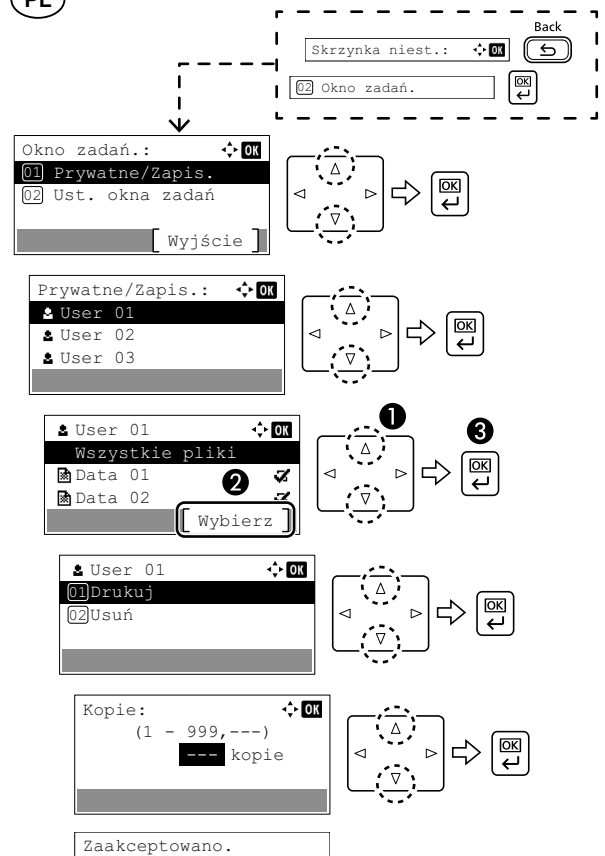 PL
Back
Skrzynka niest.: OK
02 Okno zadań. OK
Okno zadań.: OK
01 Prywatne/Zapis.
02 Ust. okna zadań
[ Wyjście ]
OK
Prywatne/Zapis.: OK
User 01
User 02
User 03
OK
User 01 OK
Wszystkie pliki
Data 01
Data 02
[ Wybierz ]
1
2
3
OK
User 01 OK
01 Drukuj
02 Usuń
OK
Kopie: OK
(1 - 999,---)
--- kopie
OK
Zaakceptowano.